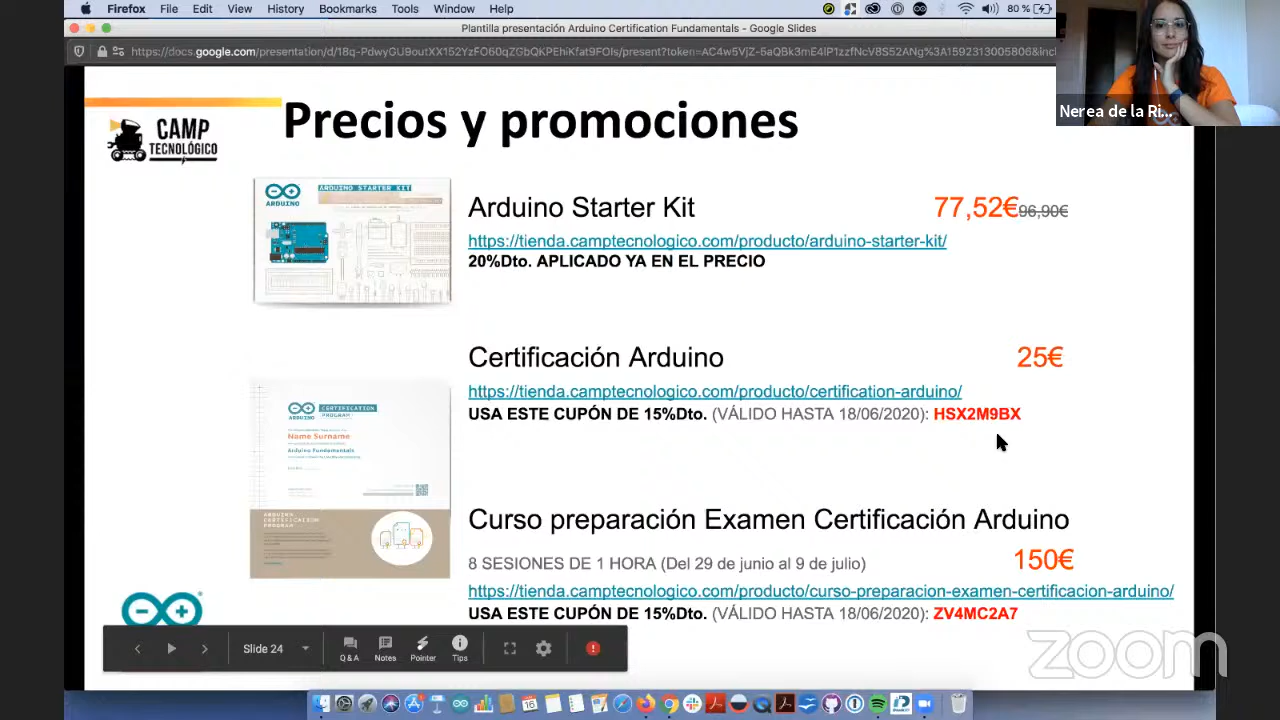 Firefox File Edit View History Bookmarks Tools Window Help 80 %
Plantilla presentación Arduino Certification Fundamentals - Google Slides
Nerea de la Ri...
Precios y promociones
CAMP
TECNOLÓGICO
ARDUINO STARTER KIT
ARDUINO
Arduino Starter Kit 77,52€ 96,90€
https://tienda.camptecnologico.com/producto/arduino-starter-kit/
20%Dto. APLICADO YA EN EL PRECIO
Certificación Arduino 25€
https://tienda.camptecnologico.com/producto/certification-arduino/
USA ESTE CUPÓN DE 15%Dto. (VÁLIDO HASTA 18/06/2020): HSX2M9BX
CERTIFICATION
PROGRAM
ARDUINO
Name Surname
Arduino Fundamentals
ARDUINO
CERTIFICATION
PROGRAM
Curso preparación Examen Certificación Arduino
8 SESIONES DE 1 HORA (Del 29 de junio al 9 de julio) 150€
https://tienda.camptecnologico.com/producto/curso-preparacion-examen-certificacion-arduino/
USA ESTE CUPÓN DE 15%Dto. (VÁLIDO HASTA 18/06/2020): ZV4MC2A7
Slide 24
Q & A Notes Pointer Tips
zoom